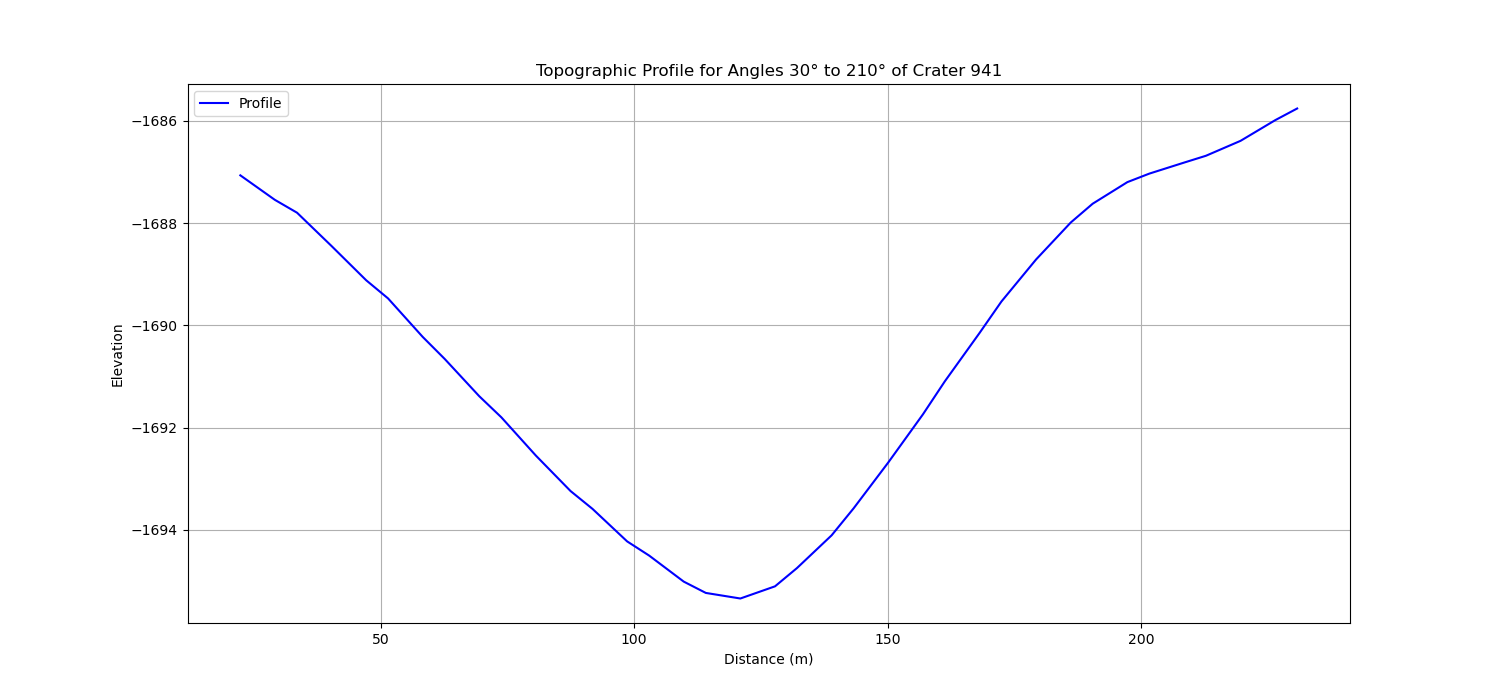 Topographic Profile for Angles 30° to 210° of Crater 941
Profile
−1686
−1688
−1690
−1692
−1694
Elevation
50
100
150
200
Distance (m)